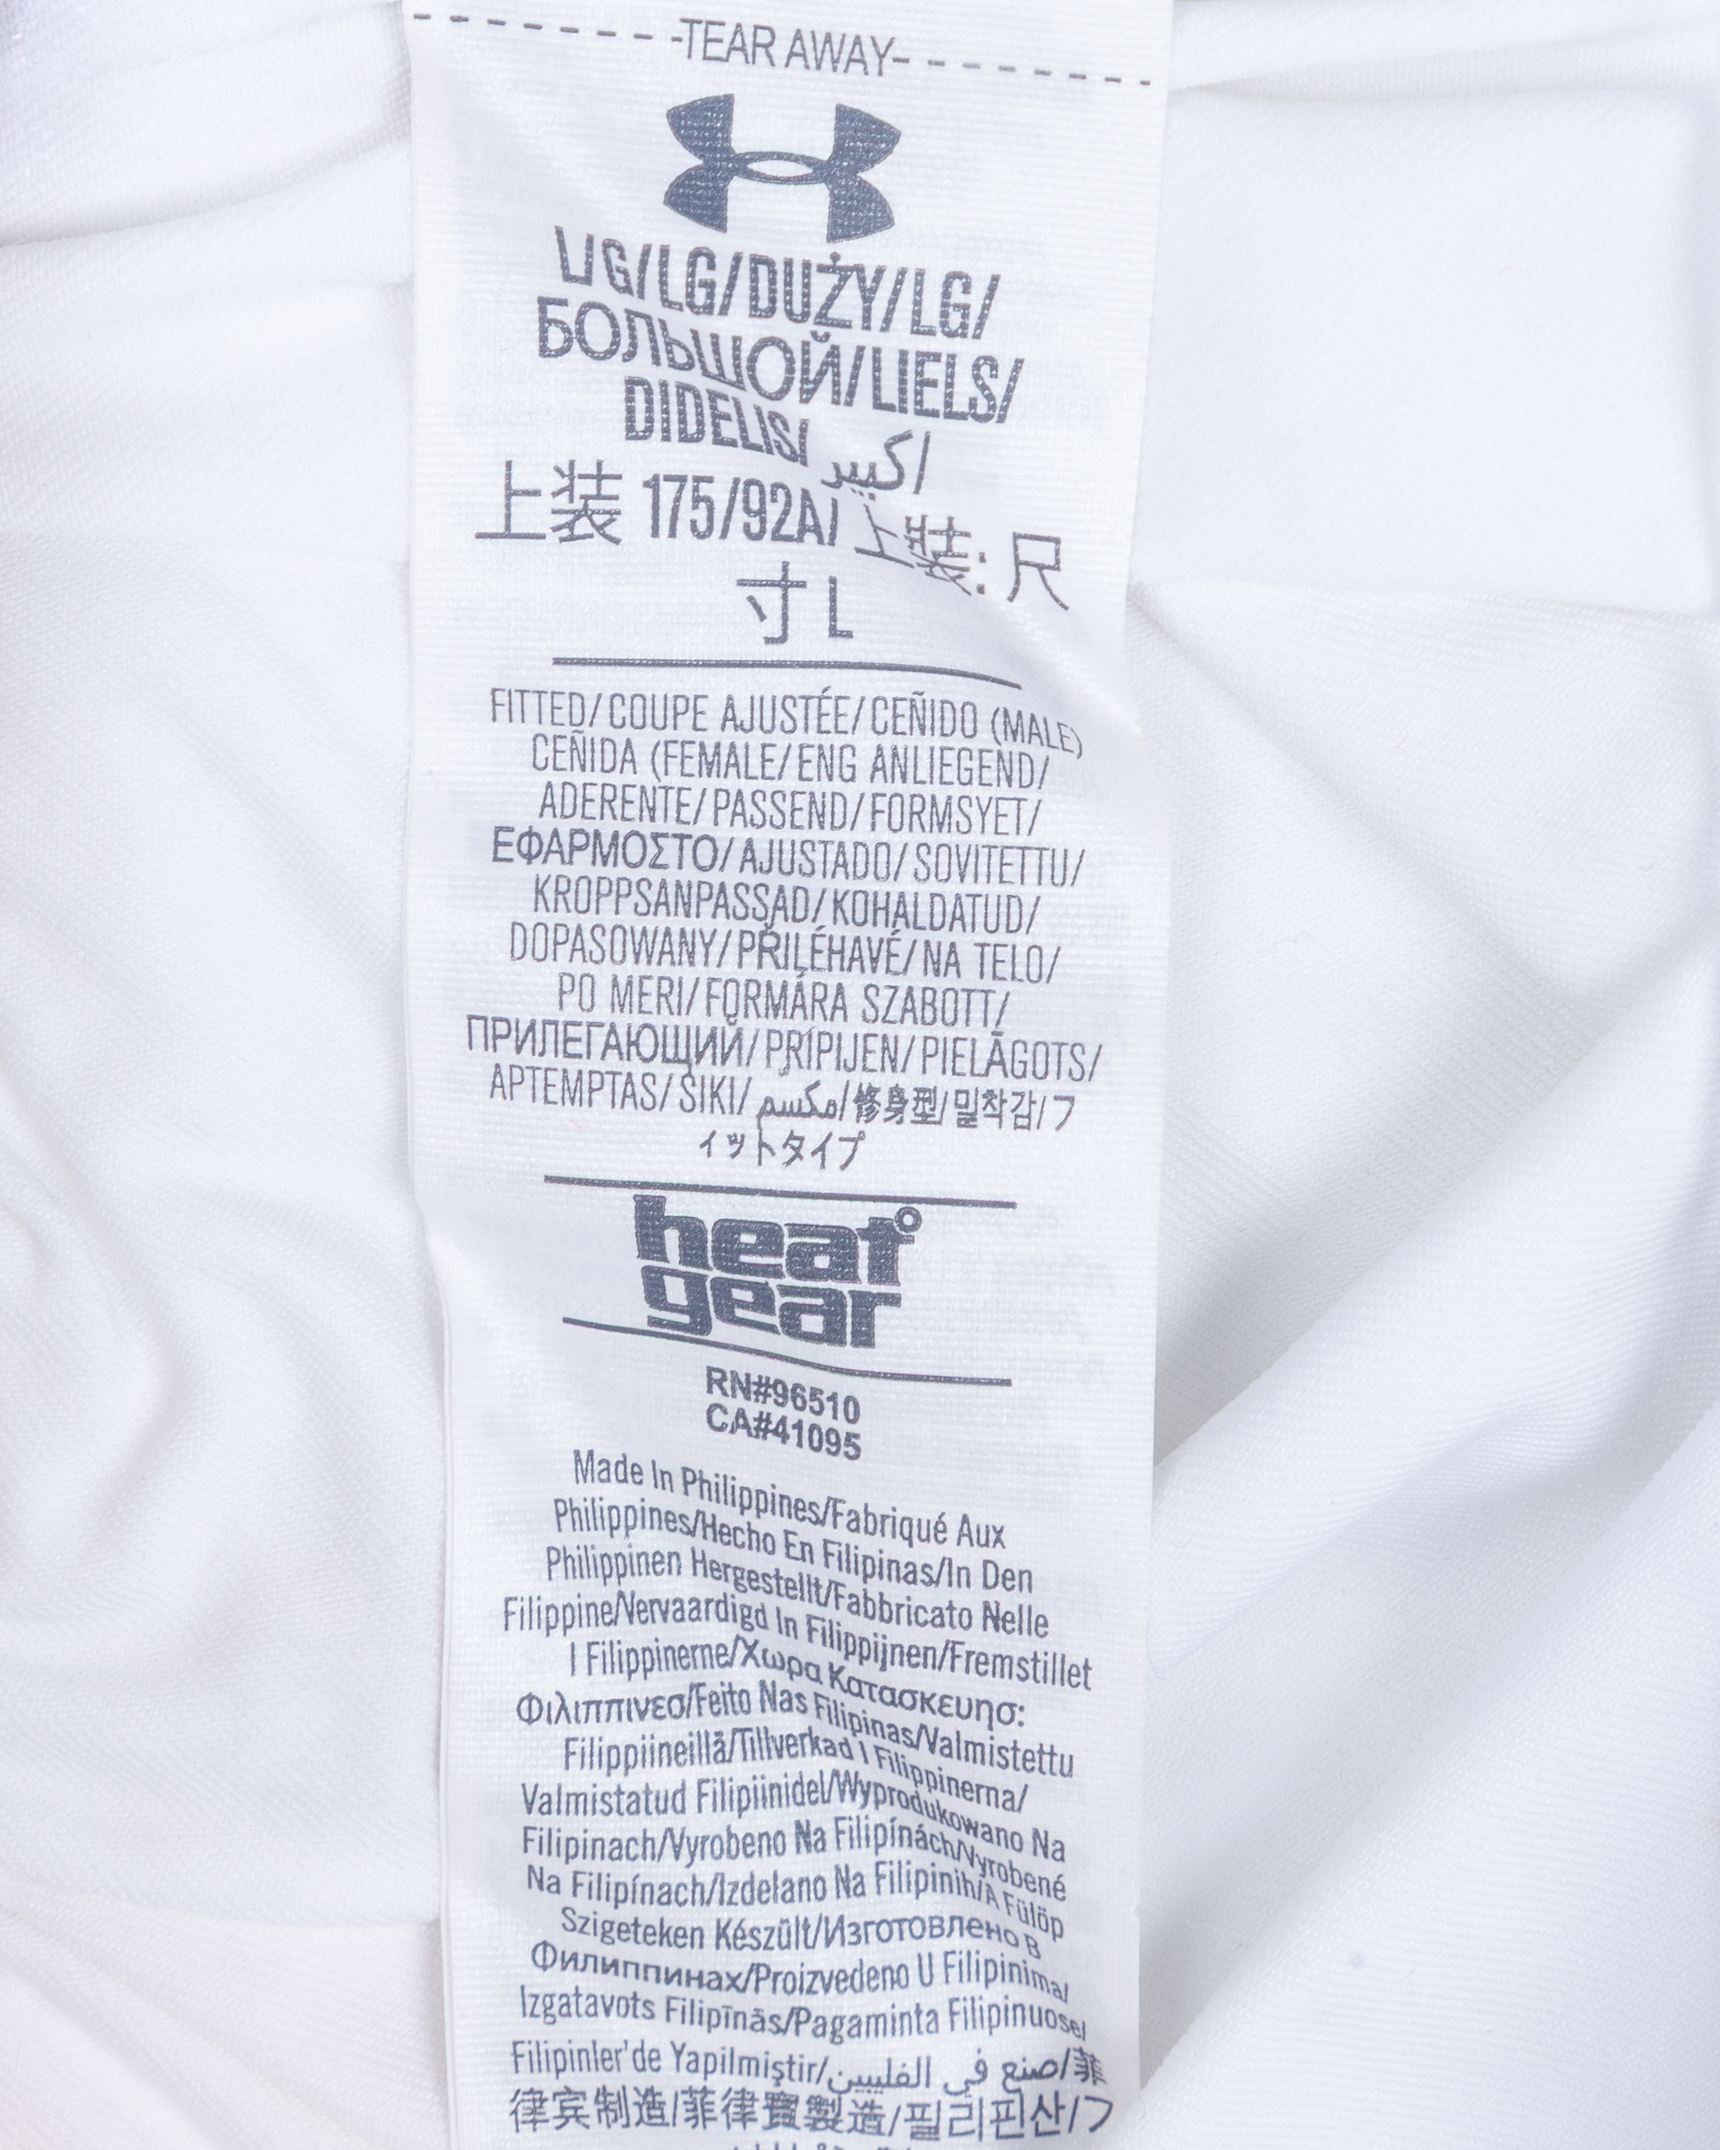 TEAR AWAY
L/G/LG/DUŻY/LG/
БОЛЬШОЙ/LIELS/
DIDELIS/ كبير/
上装 175/92A/ 上裝: 尺
寸 L
FITTED/COUPE AJUSTÉE/CEÑIDO (MALE)
CEÑIDA (FEMALE/ENG ANLIEGEND/
ADERENTE/PASSEND/FORMSYET/
ΕΦΑΡΜΟΣΤΟ/AJUSTADO/SOVITETTU/
KROPPSANPASSAD/KOHALDATUD/
DOPASOWANY/PŘILÉHAVÉ/NA TELO/
PO MERI/FORMÁRA SZABOTT/
ПРИЛЕГАЮЩИЙ/PRIPIJEN/PIELĀGOTS/
APTEMPTAS/SIKI/مكسم/修身型/밀착감/フ
ィットタイプ
heat
gear
RN#96510
CA#41095
Made In Philippines/Fabriqué Aux
Philippines/Hecho En Filipinas/In Den
Philippinen Hergestellt/Fabbricato Nelle
Filippine/Vervaardigd In Filippijnen/Fremstillet
I Filippinerne/Χωρα Κατασκευησ:
Φιλιππινεσ/Feito Nas Filipinas/Valmistettu
Filippiineillä/Tillverkad I Filippinerna/
Valmistatud Filipiinidel/Wyprodukowano Na
Filipinach/Vyrobeno Na Filipínách/Vyrobené
Na Filipínach/Izdelano Na Filipinih/A Fülöp
Szigeteken Készült/Изготовлено В
Филиппинах/Proizvedeno U Filipinima/
Izgatavots Filipīnās/Pagaminta Filipinuose/
Filipinler'de Yapilmiştir/صنع في الفلبين/菲
律宾制造/菲律賓製造/필리핀산/フ